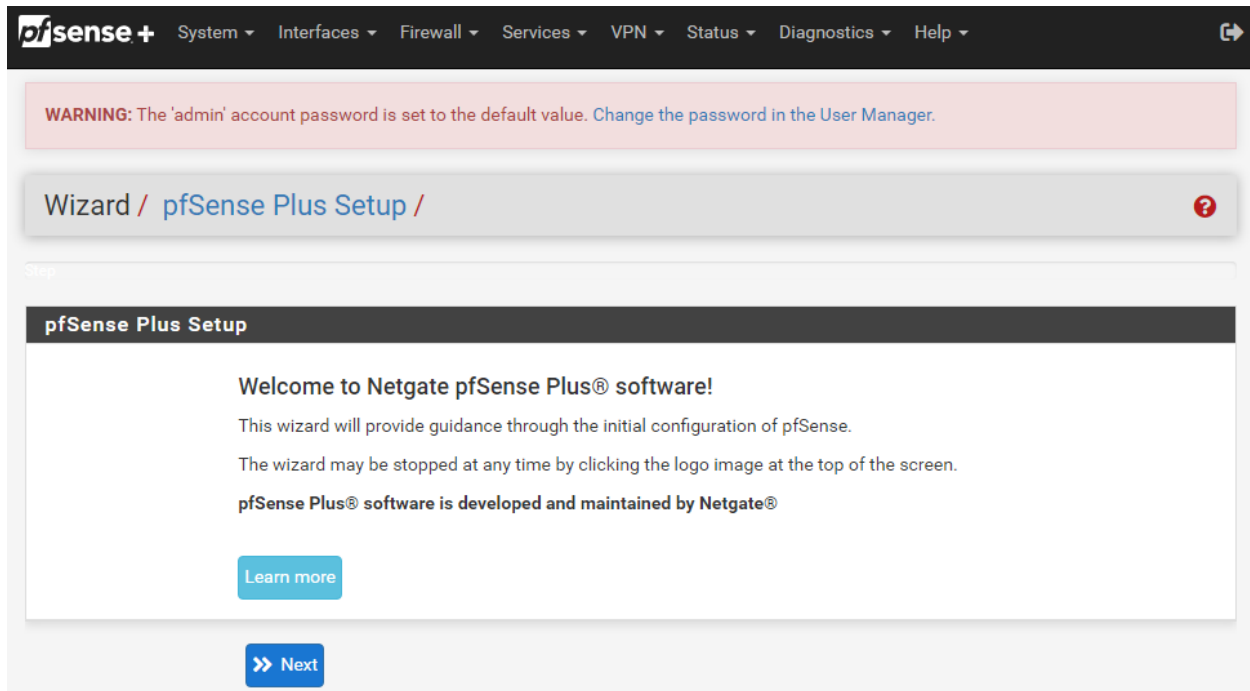 pfsense+ System Interfaces Firewall Services VPN Status Diagnostics Help
WARNING: The 'admin' account password is set to the default value. Change the password in the User Manager.
Wizard / pfSense Plus Setup /
Step
pfSense Plus Setup
Welcome to Netgate pfSense Plus® software!
This wizard will provide guidance through the initial configuration of pfSense.
The wizard may be stopped at any time by clicking the logo image at the top of the screen.
pfSense Plus® software is developed and maintained by Netgate®
Learn more
Next